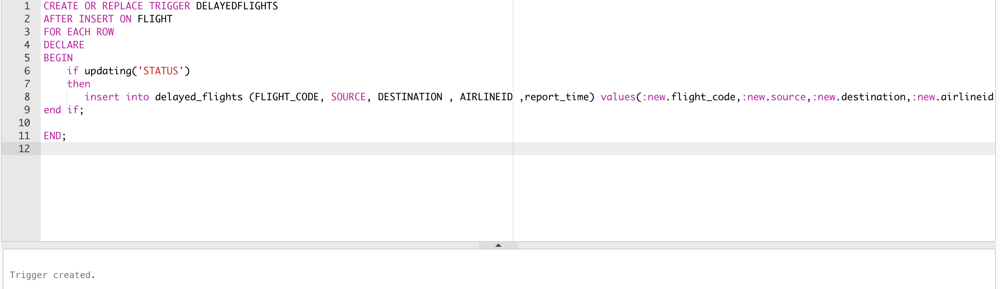 1 CREATE OR REPLACE TRIGGER DELAYEDFLIGHTS
2 AFTER INSERT ON FLIGHT
3 FOR EACH ROW
4 DECLARE
5 BEGIN
6 if updating('STATUS')
7 then
8 insert into delayed_flights (FLIGHT_CODE, SOURCE, DESTINATION , AIRLINEID ,report_time) values(:new.flight_code,:new.source,:new.destination,:new.airlineid
9 end if;
10
11 END;
12
Trigger created.